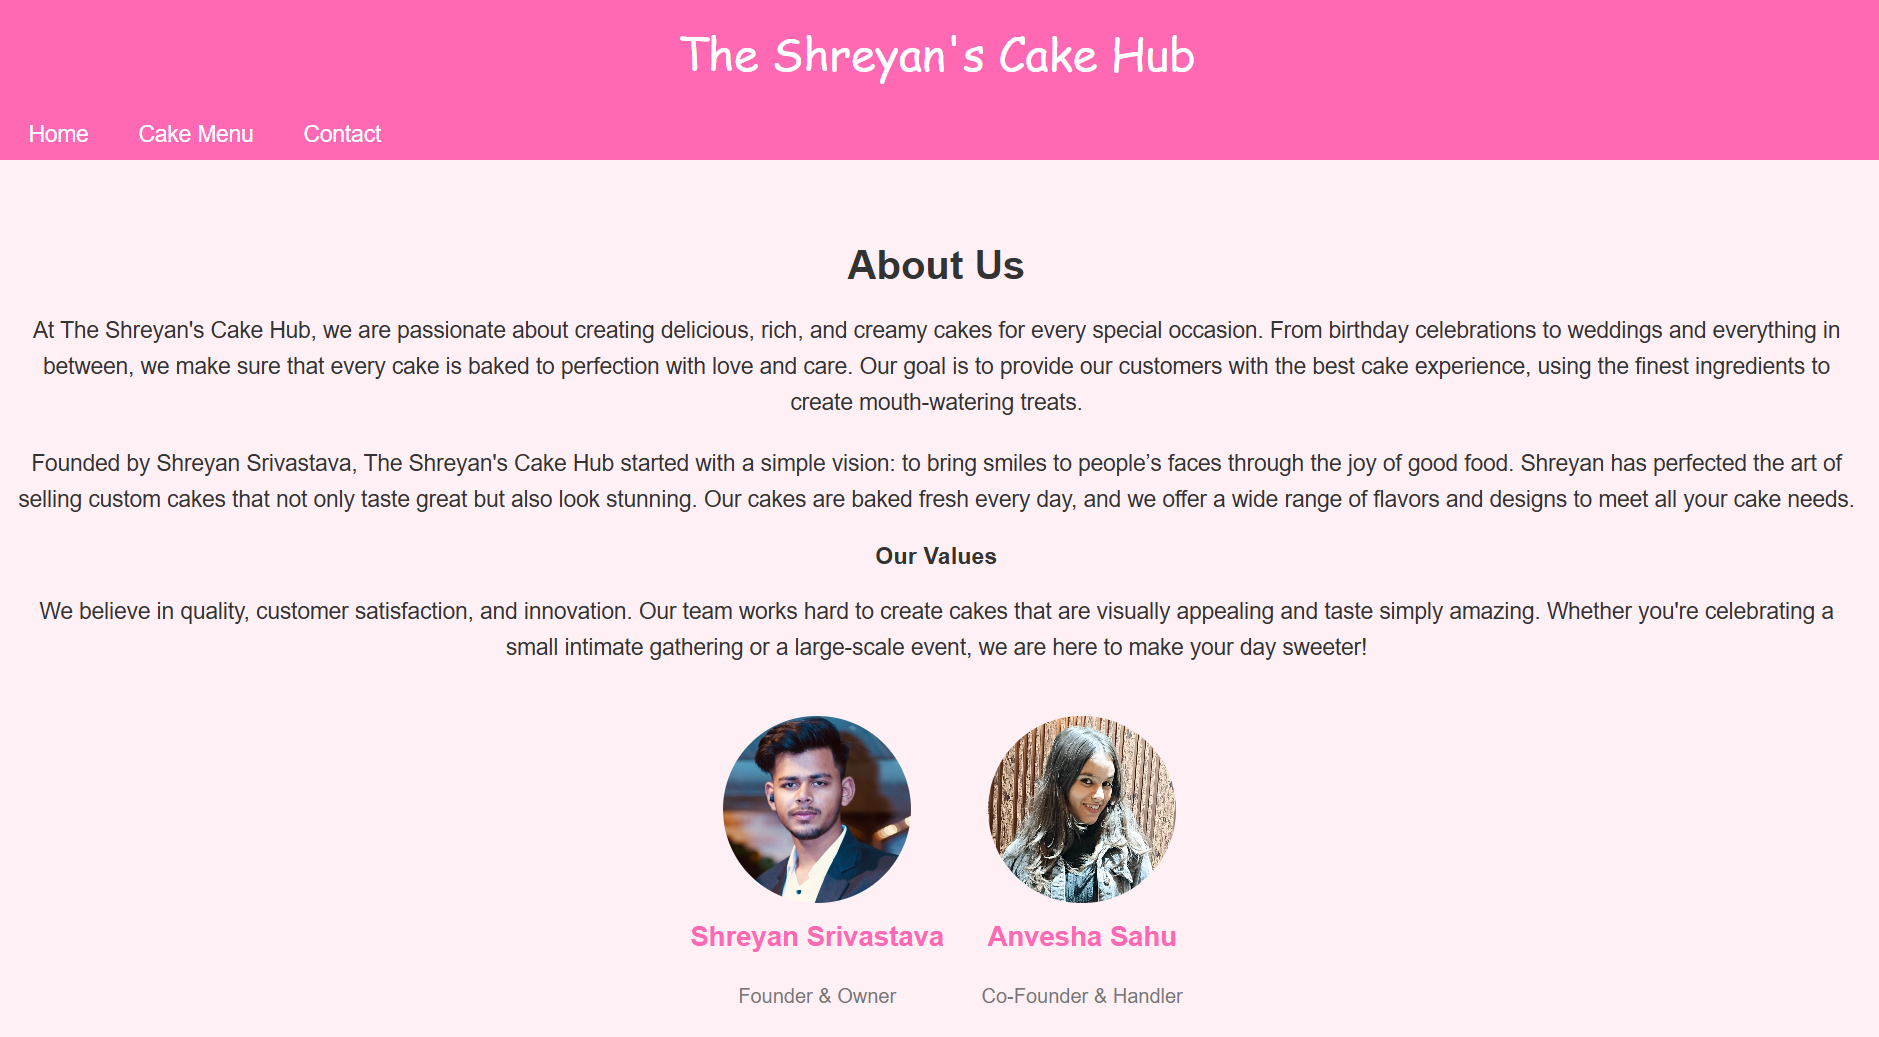 The Shreyan's Cake Hub
Home Cake Menu Contact
About Us
At The Shreyan's Cake Hub, we are passionate about creating delicious, rich, and creamy cakes for every special occasion. From birthday celebrations to weddings and everything in
between, we make sure that every cake is baked to perfection with love and care. Our goal is to provide our customers with the best cake experience, using the finest ingredients to
create mouth-watering treats.
Founded by Shreyan Srivastava, The Shreyan's Cake Hub started with a simple vision: to bring smiles to people’s faces through the joy of good food. Shreyan has perfected the art of
selling custom cakes that not only taste great but also look stunning. Our cakes are baked fresh every day, and we offer a wide range of flavors and designs to meet all your cake needs.
Our Values
We believe in quality, customer satisfaction, and innovation. Our team works hard to create cakes that are visually appealing and taste simply amazing. Whether you're celebrating a
small intimate gathering or a large-scale event, we are here to make your day sweeter!
Shreyan Srivastava Anvesha Sahu
Founder & Owner Co-Founder & Handler